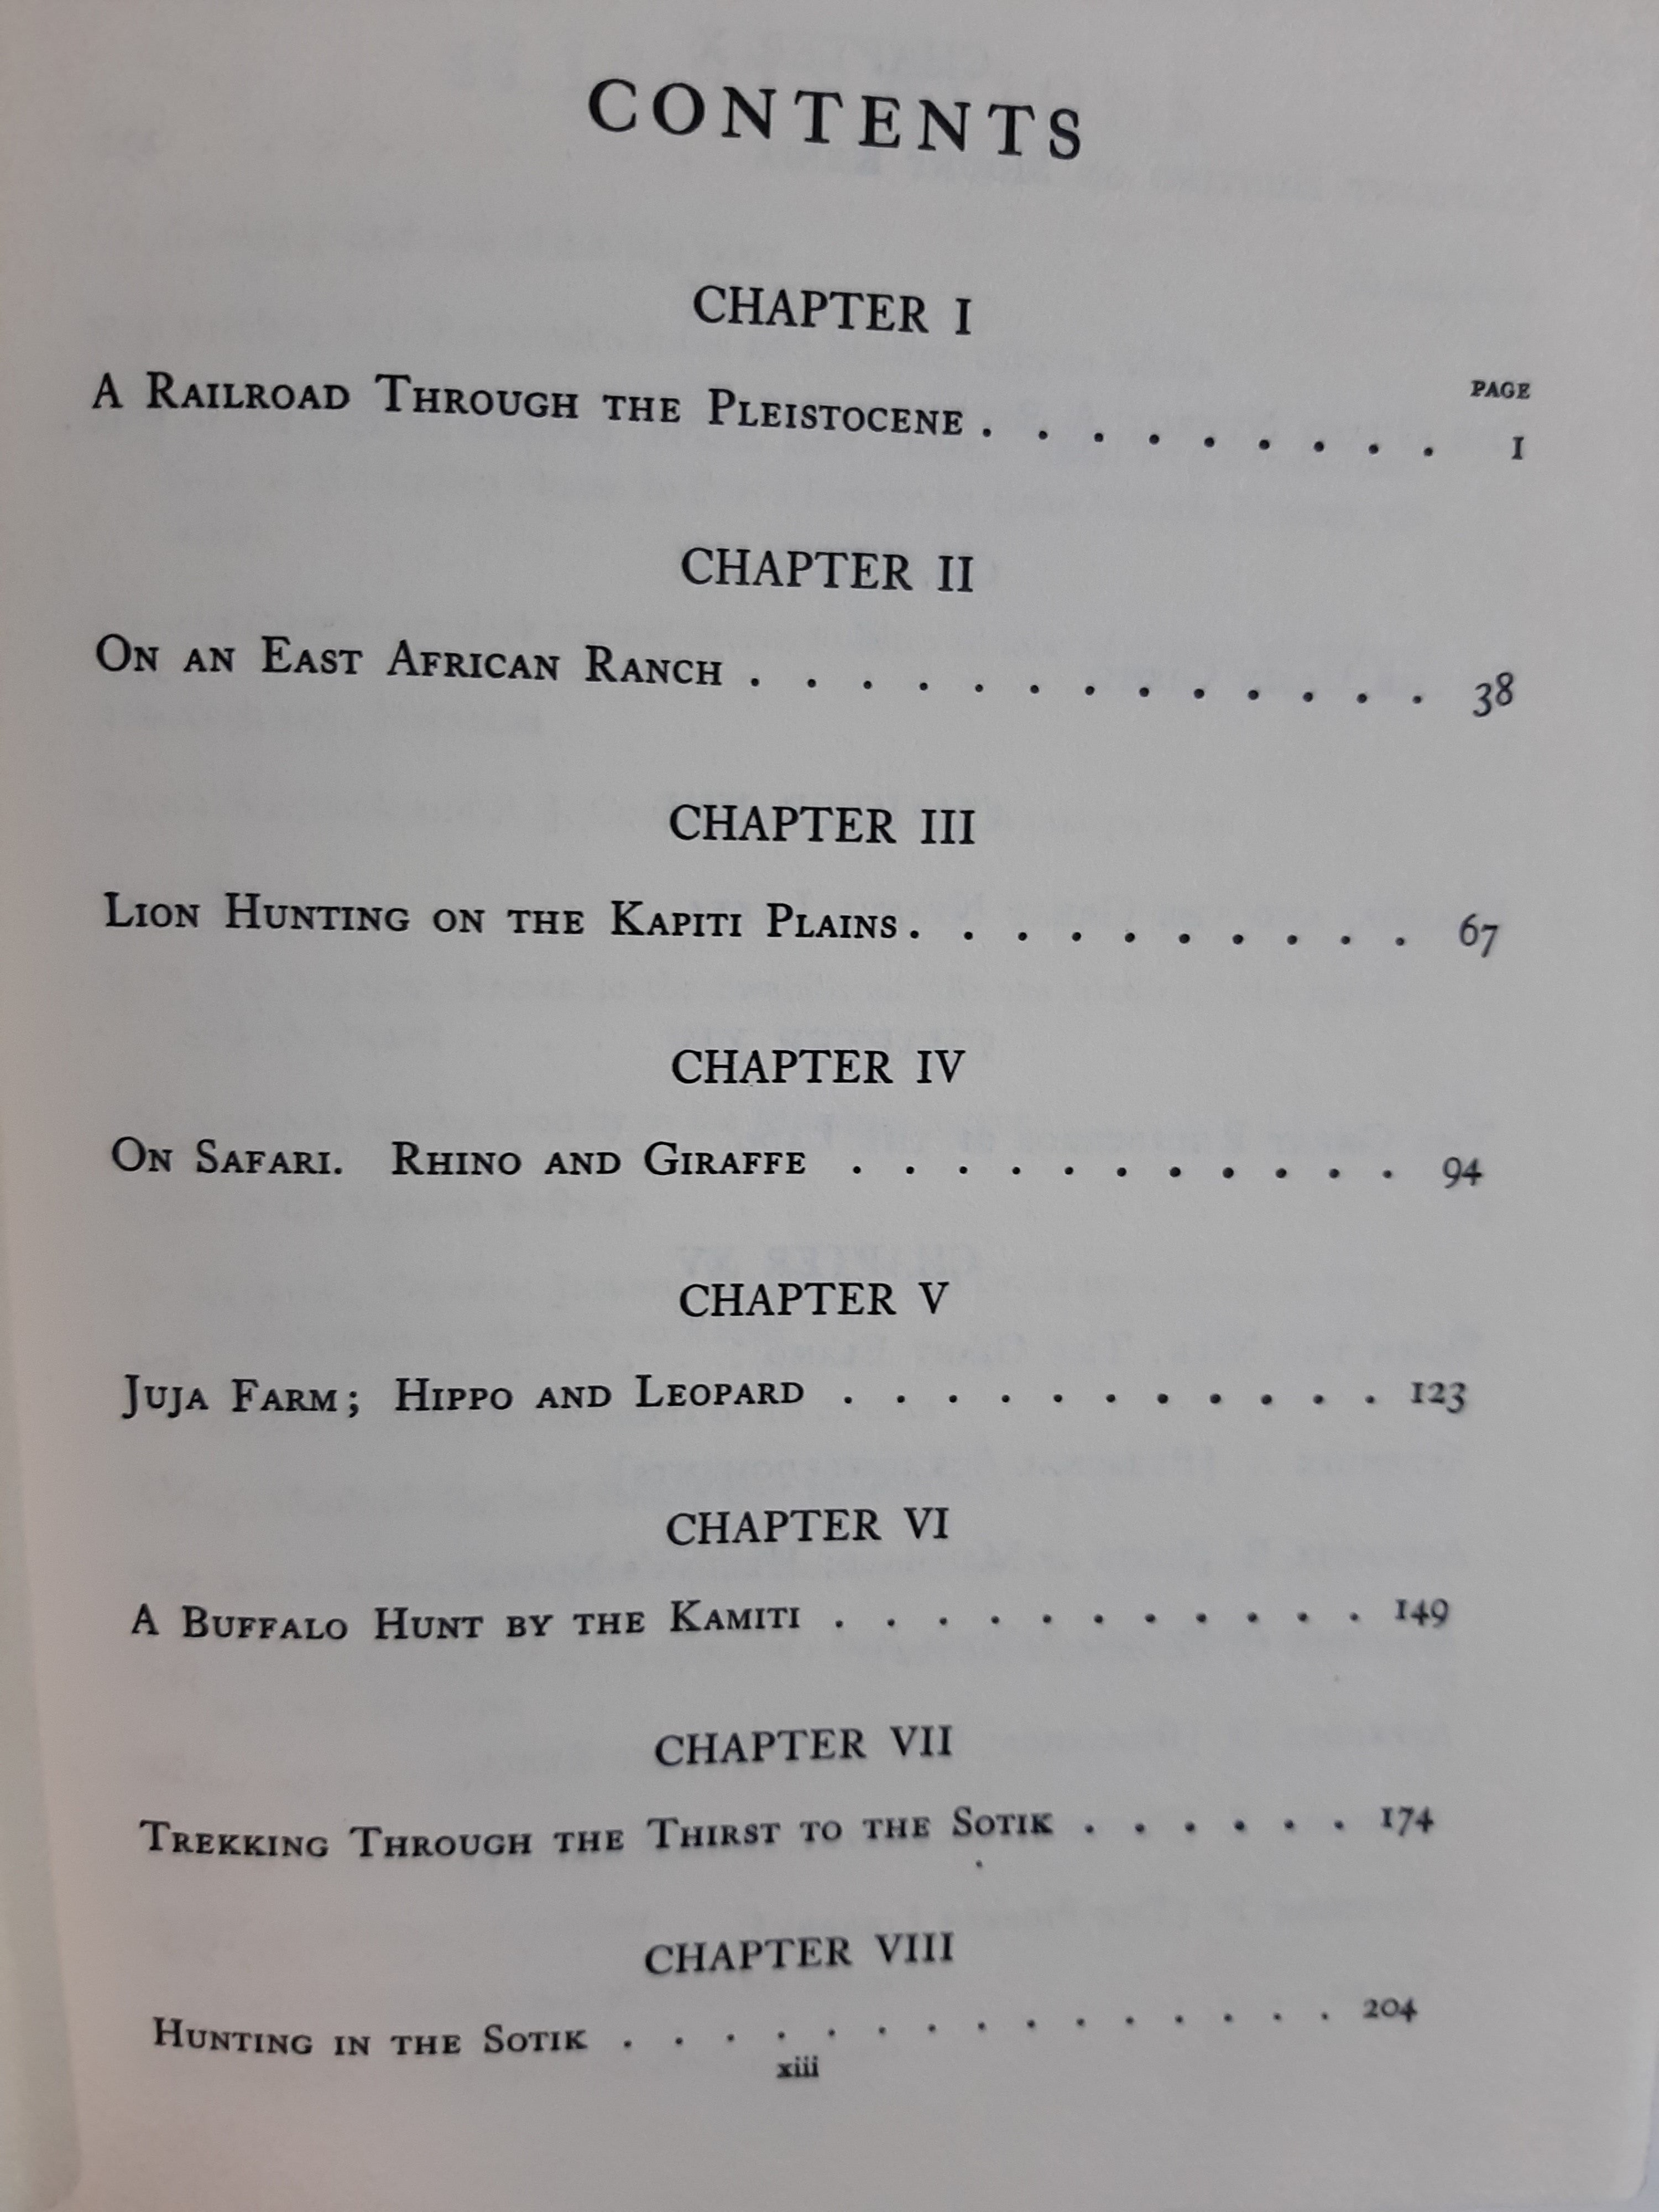 CONTENTS
CHAPTER I
PAGE
A Railroad Through the Pleistocene . . . . . . . . . 1
CHAPTER II
On an East African Ranch . . . . . . . . . . . . . 38
CHAPTER III
Lion Hunting on the Kapiti Plains . . . . . . . . . . 67
CHAPTER IV
On Safari. Rhino and Giraffe . . . . . . . . . . . 94
CHAPTER V
Juja Farm; Hippo and Leopard . . . . . . . . . . . 123
CHAPTER VI
A Buffalo Hunt by the Kamiti . . . . . . . . . . . 149
CHAPTER VII
Trekking Through the Thirst to the Sotik . . . . . . 174
CHAPTER VIII
Hunting in the Sotik . . . . . . . . . . . . . . . 204
xiii